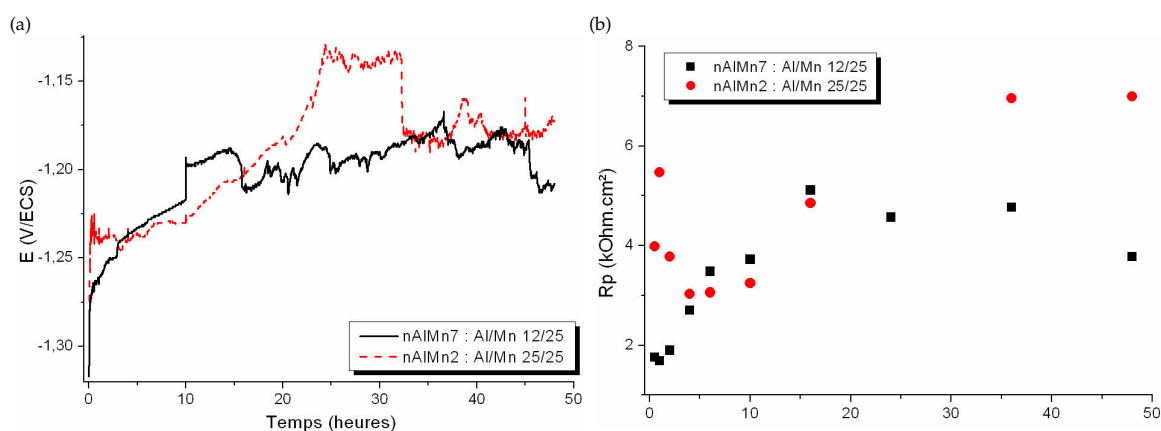 (a)
-1,15
-1,20
-1,25
-1,30
E (V/ECS)
0
10
20
30
40
50
Temps (heures)
nAlMn7 : Al/Mn 12/25
nAlMn2 : Al/Mn 25/25
(b)
8
6
4
2
Rp (kOhm.cm²)
0
10
20
30
40
50
nAlMn7 : Al/Mn 12/25
nAlMn2 : Al/Mn 25/25